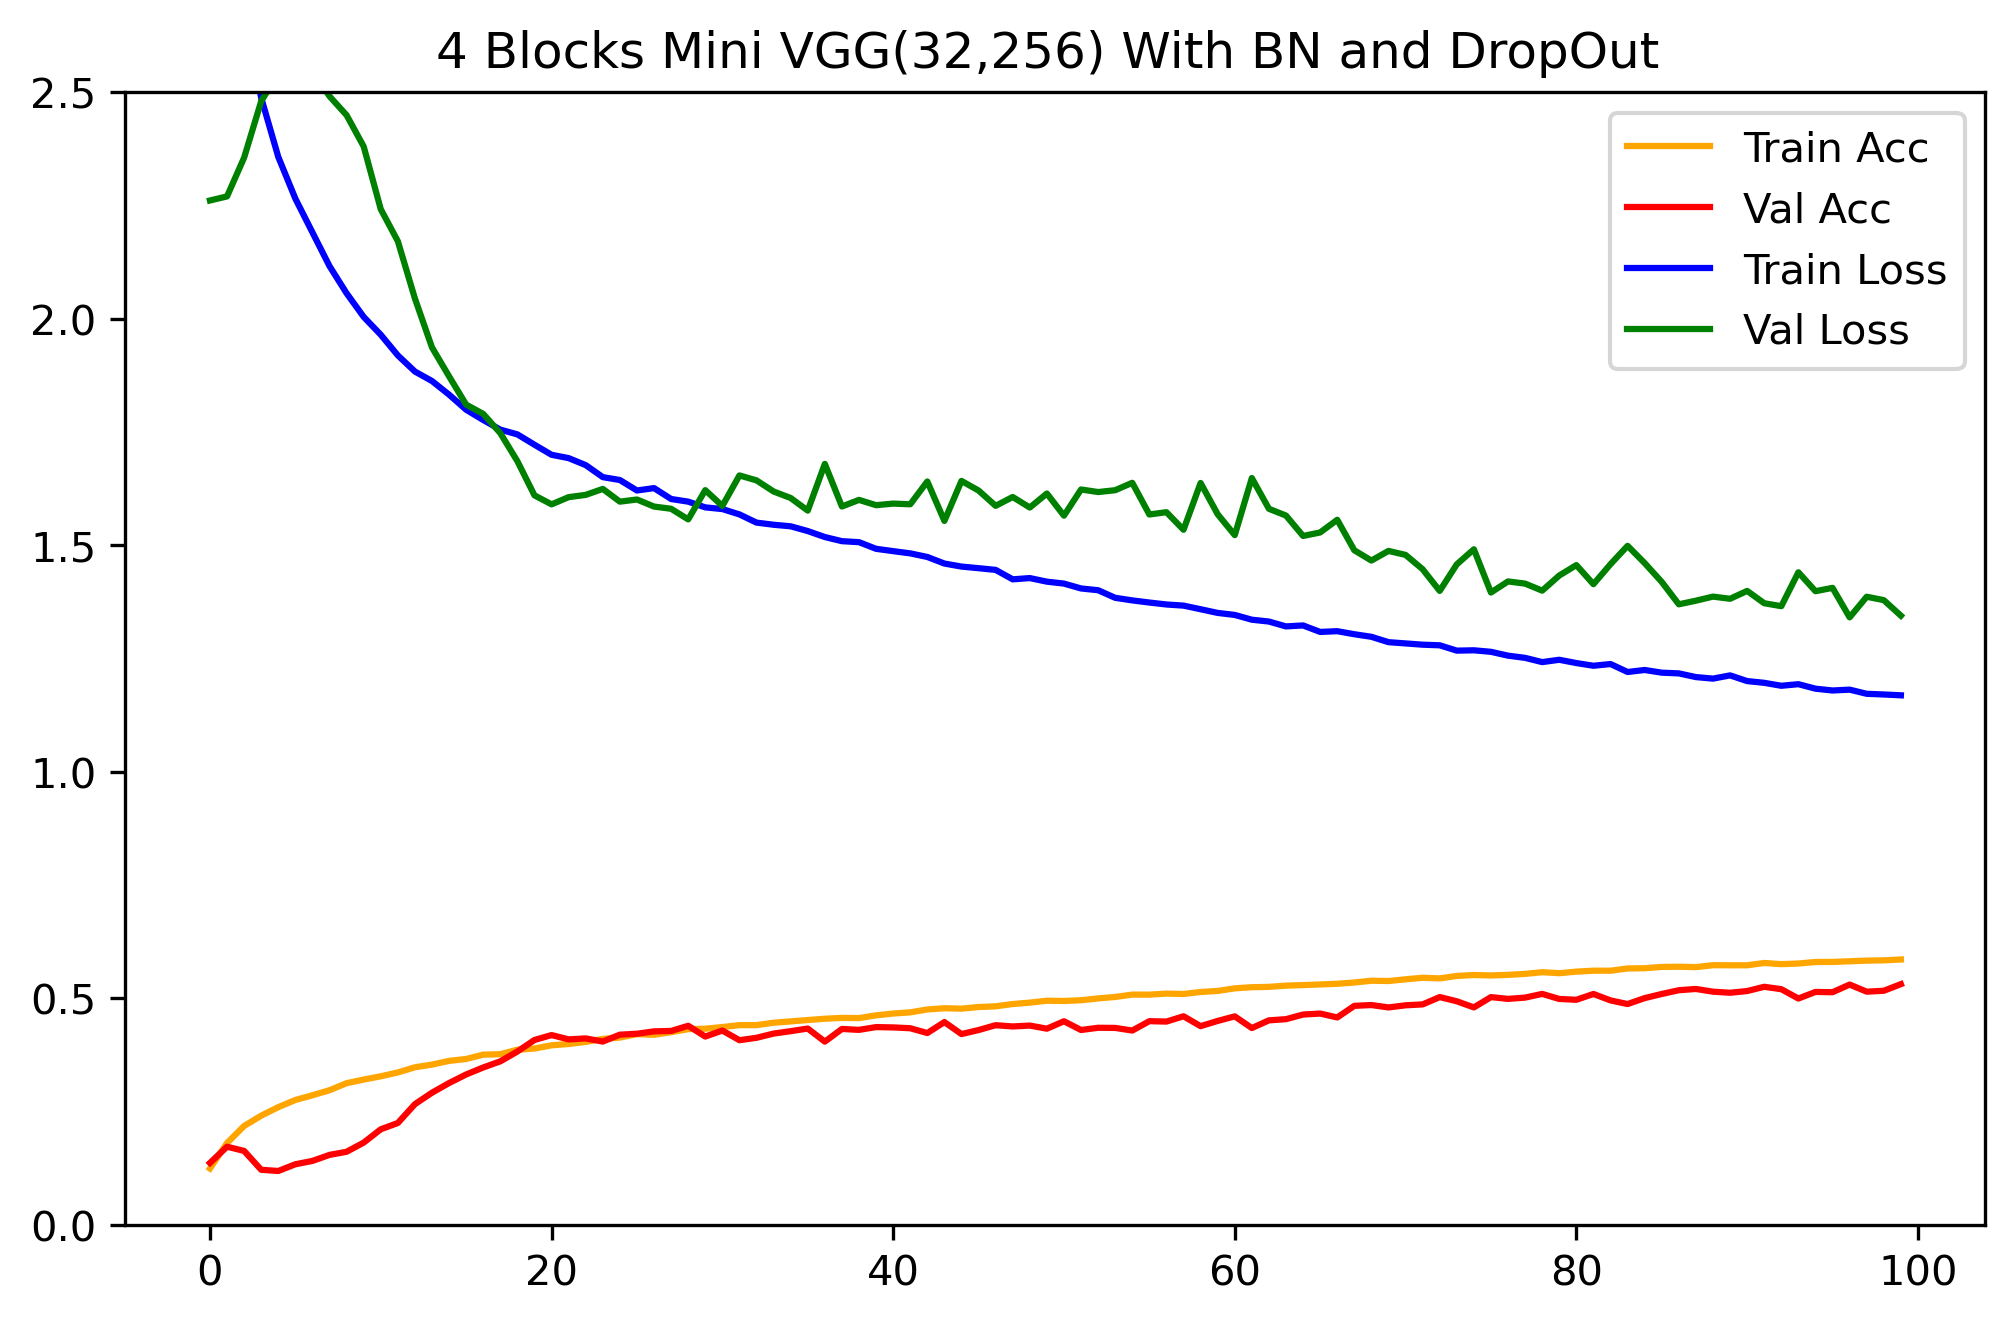 4 Blocks Mini VGG(32,256) With BN and DropOut
2.5
2.0
1.5
1.0
0.5
0.0
Train Acc
Val Acc
Train Loss
Val Loss
0 20 40 60 80 100